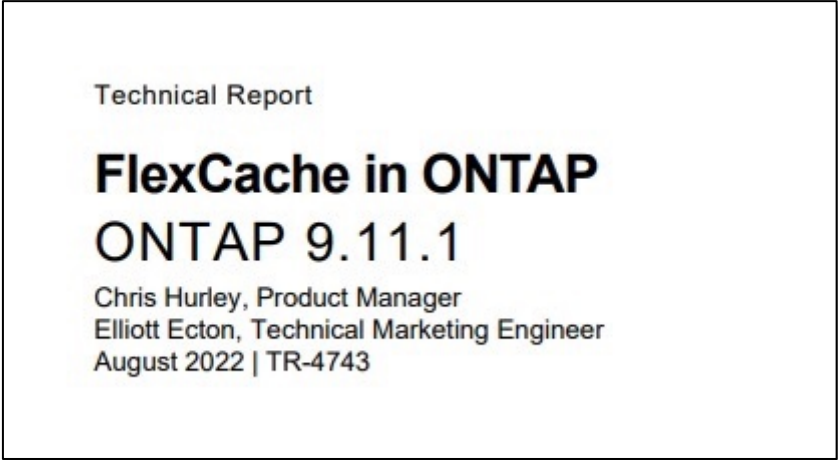 Technical Report
FlexCache in ONTAP
ONTAP 9.11.1
Chris Hurley, Product Manager
Elliott Ecton, Technical Marketing Engineer
August 2022 | TR-4743